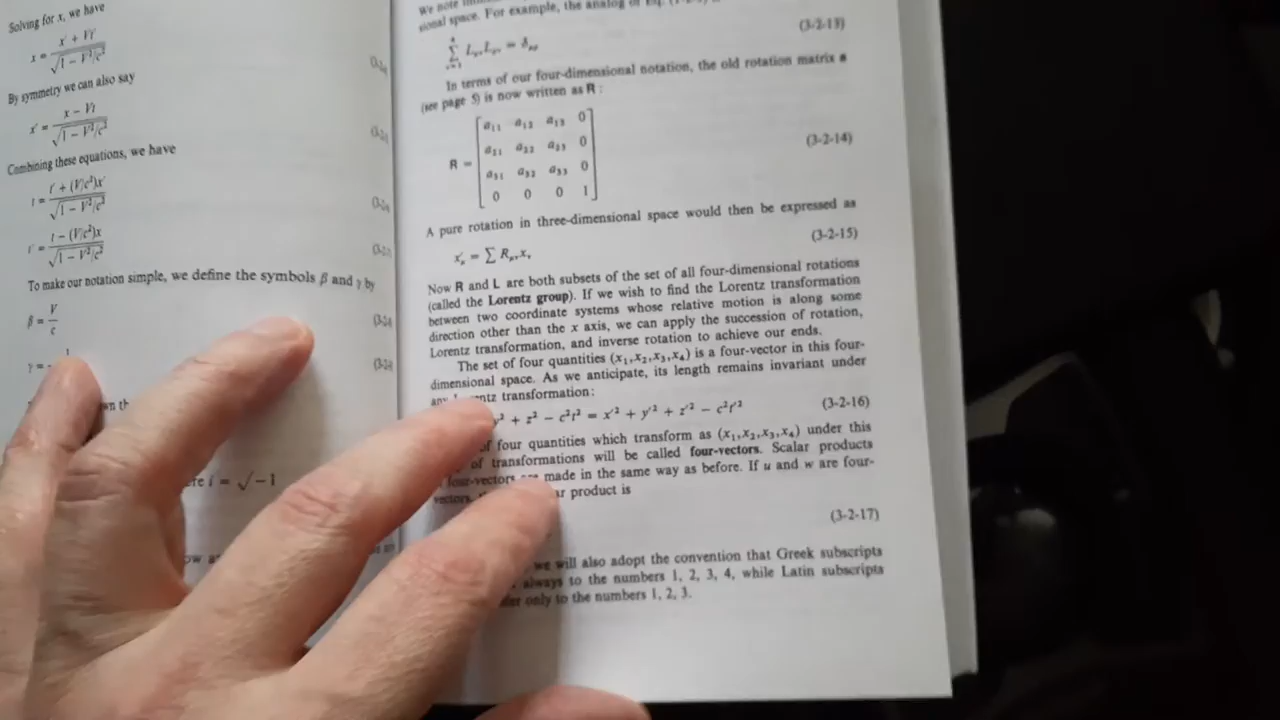 Solving for x, we have
x = x' + Vt' / √1 − V²/c²
By symmetry we can also say
x' = x − Vt / √1 − V²/c²
Combining these equations, we have
t = t' + (V/c²)x' / √1 − V²/c²
t' = t − (V/c²)x / √1 − V²/c²
To make our notation simple, we define the symbols β and γ by
β = V / c
γ =
i = √−1
sional space. For example, the analog of Eq.
(3-2-13)
In terms of our four-dimensional notation, the old rotation matrix a
(see page 5) is now written as R :
R = [ a₁₁ a₁₂ a₁₃ 0
a₂₁ a₂₂ a₂₃ 0
a₃₁ a₃₂ a₃₃ 0
0 0 0 1 ] (3-2-14)
A pure rotation in three-dimensional space would then be expressed as
x'μ = ∑ Rμν xν (3-2-15)
Now R and L are both subsets of the set of all four-dimensional rotations
(called the Lorentz group). If we wish to find the Lorentz transformation
between two coordinate systems whose relative motion is along some
direction other than the x axis, we can apply the succession of rotation,
Lorentz transformation, and inverse rotation to achieve our ends.
The set of four quantities (x₁,x₂,x₃,x₄) is a four-vector in this four-
dimensional space. As we anticipate, its length remains invariant under
transformation:
y² + z² − c²t² = x'² + y'² + z'² − c²t'² (3-2-16)
of four quantities which transform as (x₁,x₂,x₃,x₄) under this
of transformations will be called four-vectors. Scalar products
four-vectors are made in the same way as before. If u and w are four-
vectors, product is
(3-2-17)
we will also adopt the convention that Greek subscripts
always to the numbers 1, 2, 3, 4, while Latin subscripts
only to the numbers 1, 2, 3.